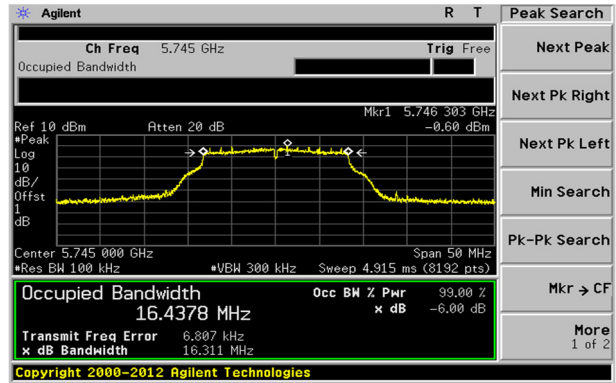 Agilent R T Peak Search
Ch Freq 5.745 GHz Trig Free
Occupied Bandwidth
Next Peak
Next Pk Right
Next Pk Left
Min Search
Pk-Pk Search
Mkr → CF
More
1 of 2
Mkr1 5.746 303 GHz
Ref 10 dBm Atten 20 dB -0.60 dBm
#Peak
Log
10
dB/
Offst
1
dB
1
Center 5.745 000 GHz Span 50 MHz
#Res BW 100 kHz #VBW 300 kHz Sweep 4.915 ms (8192 pts)
Occupied Bandwidth Occ BW % Pwr 99.00 %
16.4378 MHz x dB -6.00 dB
Transmit Freq Error 6.807 kHz
x dB Bandwidth 16.311 MHz
Copyright 2000-2012 Agilent Technologies